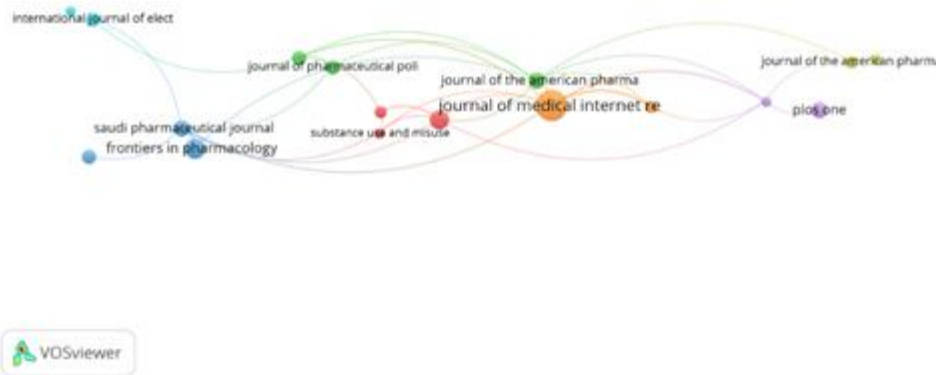 international journal of elect
journal of pharmaceutical poli
journal of the american pharma
journal of the american pharma
journal of medical internet re
plos one
saudi pharmaceutical journal
substance use and misuse
frontiers in pharmacology
VOSviewer